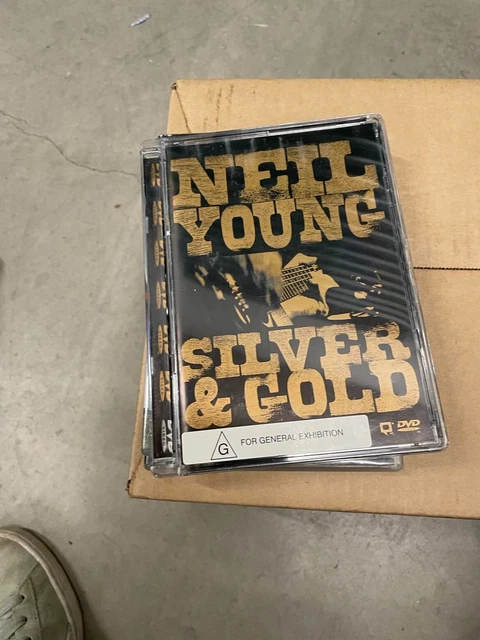 NEIL
YOUNG
SILVER
& GOLD
G FOR GENERAL EXHIBITION
Q DVD